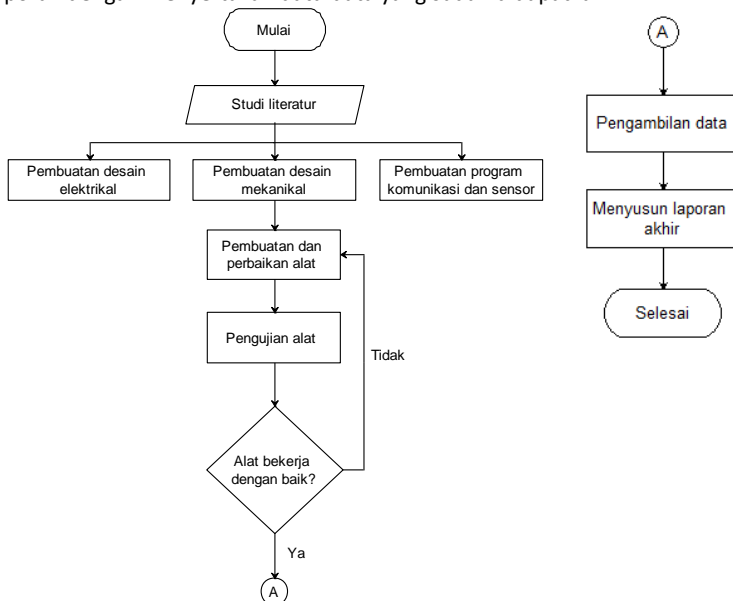 Mulai
Studi literatur
Pembuatan desain
elektrikal
Pembuatan desain
mekanikal
Pembuatan program
komunikasi dan sensor
Pembuatan dan
perbaikan alat
Pengujian alat
Tidak
Alat bekerja
dengan baik?
Ya
A
A
Pengambilan data
Menyusun laporan
akhir
Selesai